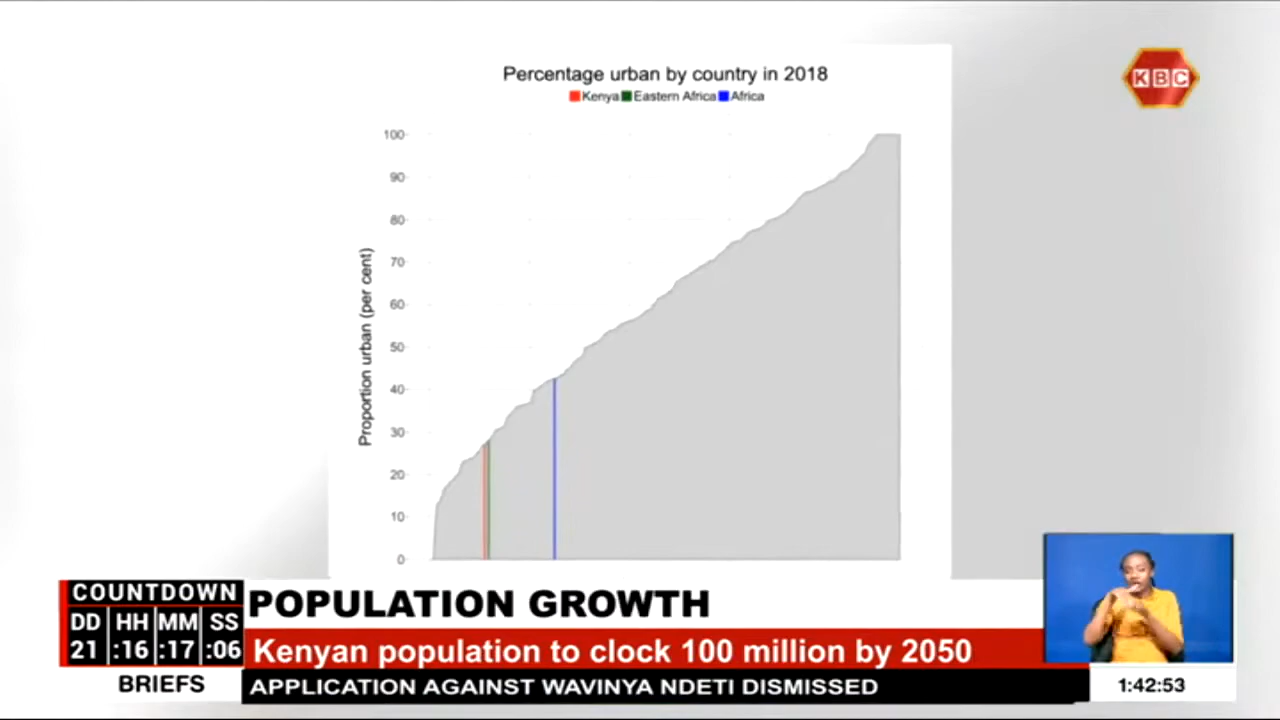 Percentage urban by country in 2018
Kenya Eastern Africa Africa
KBC
100
90
80
70
60
50
40
30
20
10
0
Proportion urban (per cent)
COUNTDOWN
DD HH MM SS
21 :16 :17 :06
POPULATION GROWTH
Kenyan population to clock 100 million by 2050
BRIEFS
APPLICATION AGAINST WAVINYA NDETI DISMISSED
1:42:53